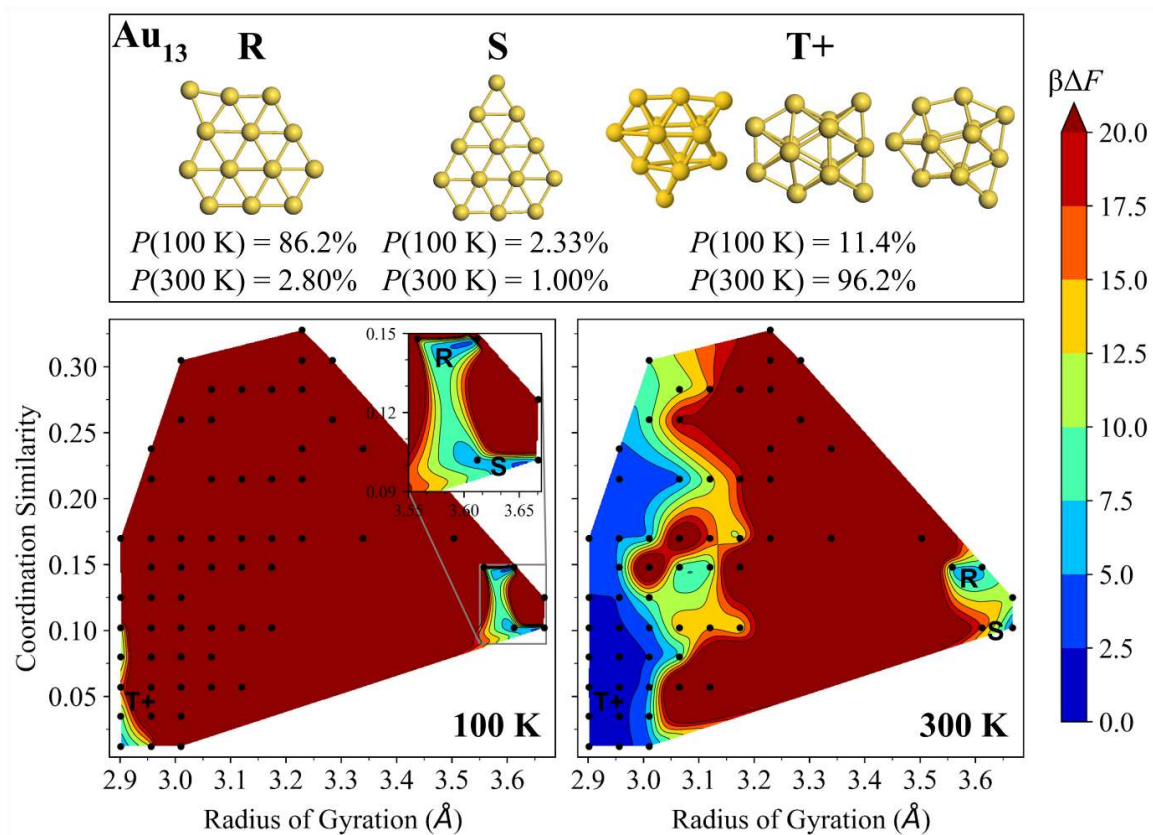 Au13 R S T+
P(100 K) = 86.2% P(100 K) = 2.33% P(100 K) = 11.4%
P(300 K) = 2.80% P(300 K) = 1.00% P(300 K) = 96.2%
βΔF
20.0
17.5
15.0
12.5
10.0
7.5
5.0
2.5
0.0
Coordination Similarity
0.30
0.25
0.20
0.15
0.10
0.05
0.15
0.12
0.09
3.55 3.60 3.65
R
S
T+
100 K
2.9 3.0 3.1 3.2 3.3 3.4 3.5 3.6
Radius of Gyration (Å)
R
S
T+
300 K
2.9 3.0 3.1 3.2 3.3 3.4 3.5 3.6
Radius of Gyration (Å)